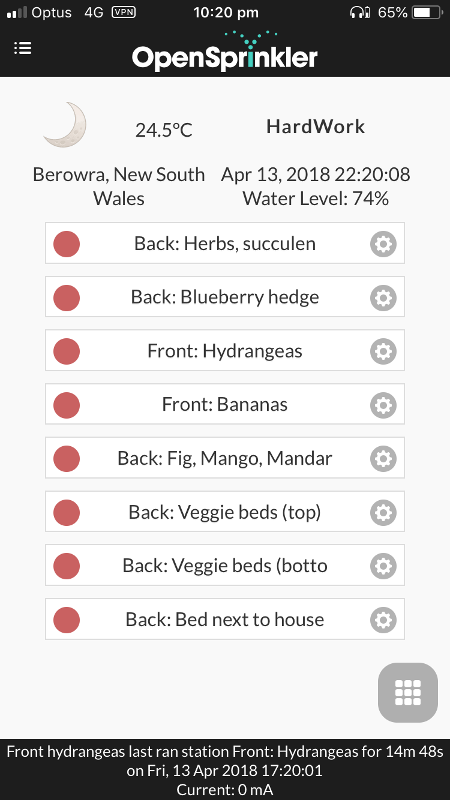 Optus 4G VPN 10:20 pm 65%
OpenSprinkler
24.5°C HardWork
Berowra, New South Wales
Apr 13, 2018 22:20:08
Water Level: 74%
Back: Herbs, succulen
Back: Blueberry hedge
Front: Hydrangeas
Front: Bananas
Back: Fig, Mango, Mandar
Back: Veggie beds (top)
Back: Veggie beds (botto
Back: Bed next to house
Front hydrangeas last ran station Front: Hydrangeas for 14m 48s
on Fri, 13 Apr 2018 17:20:01
Current: 0 mA